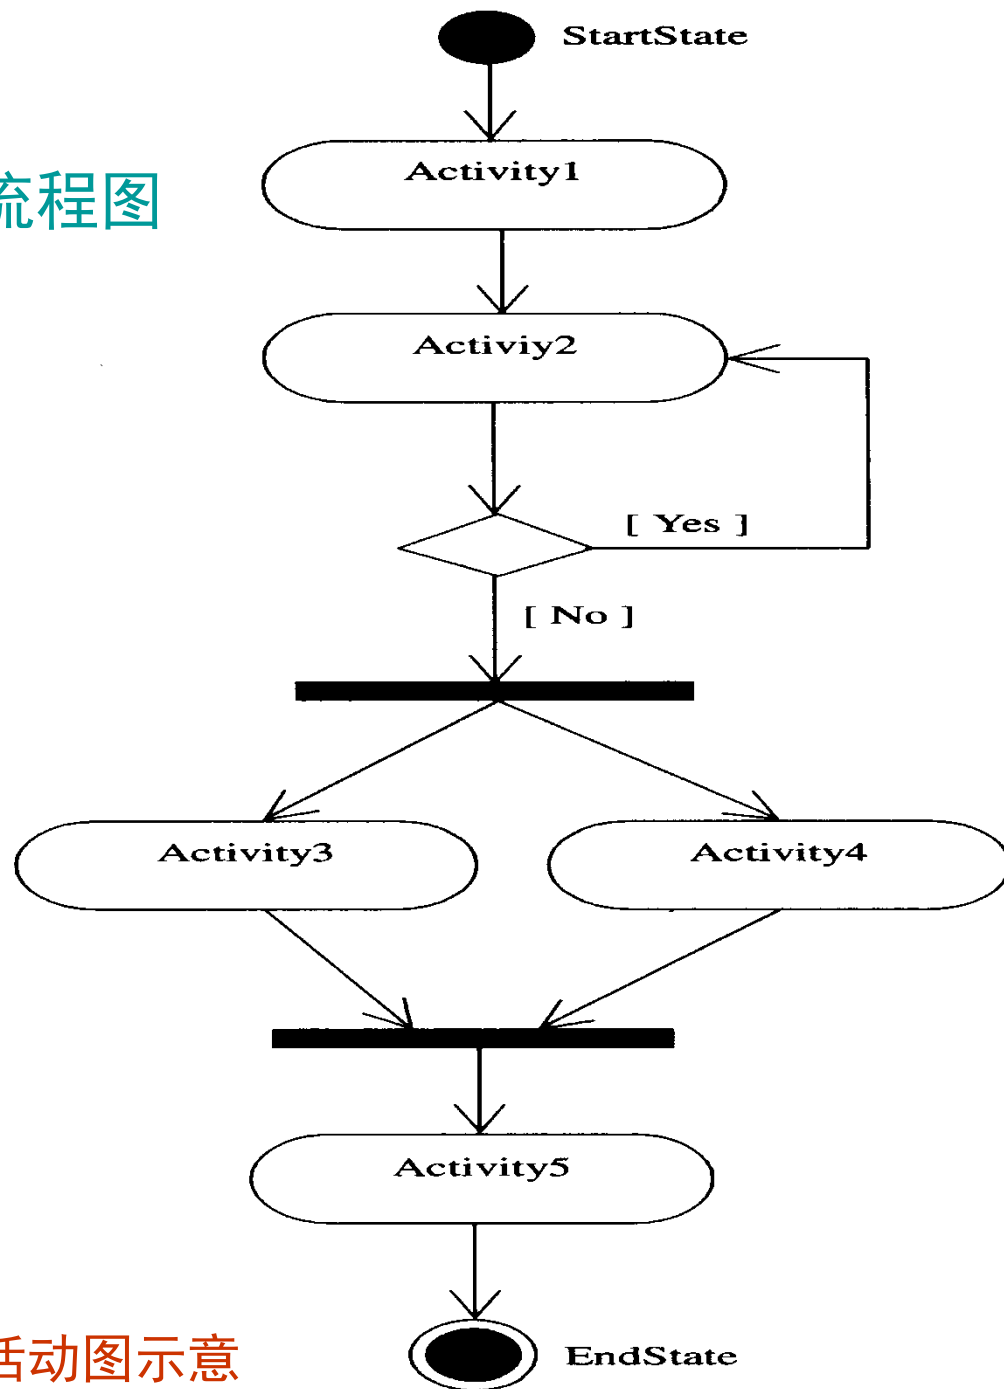 StartState
Activity1
流程图
Activiy2
[ Yes ]
[ No ]
Activity3
Activity4
Activity5
活动图示意
EndState